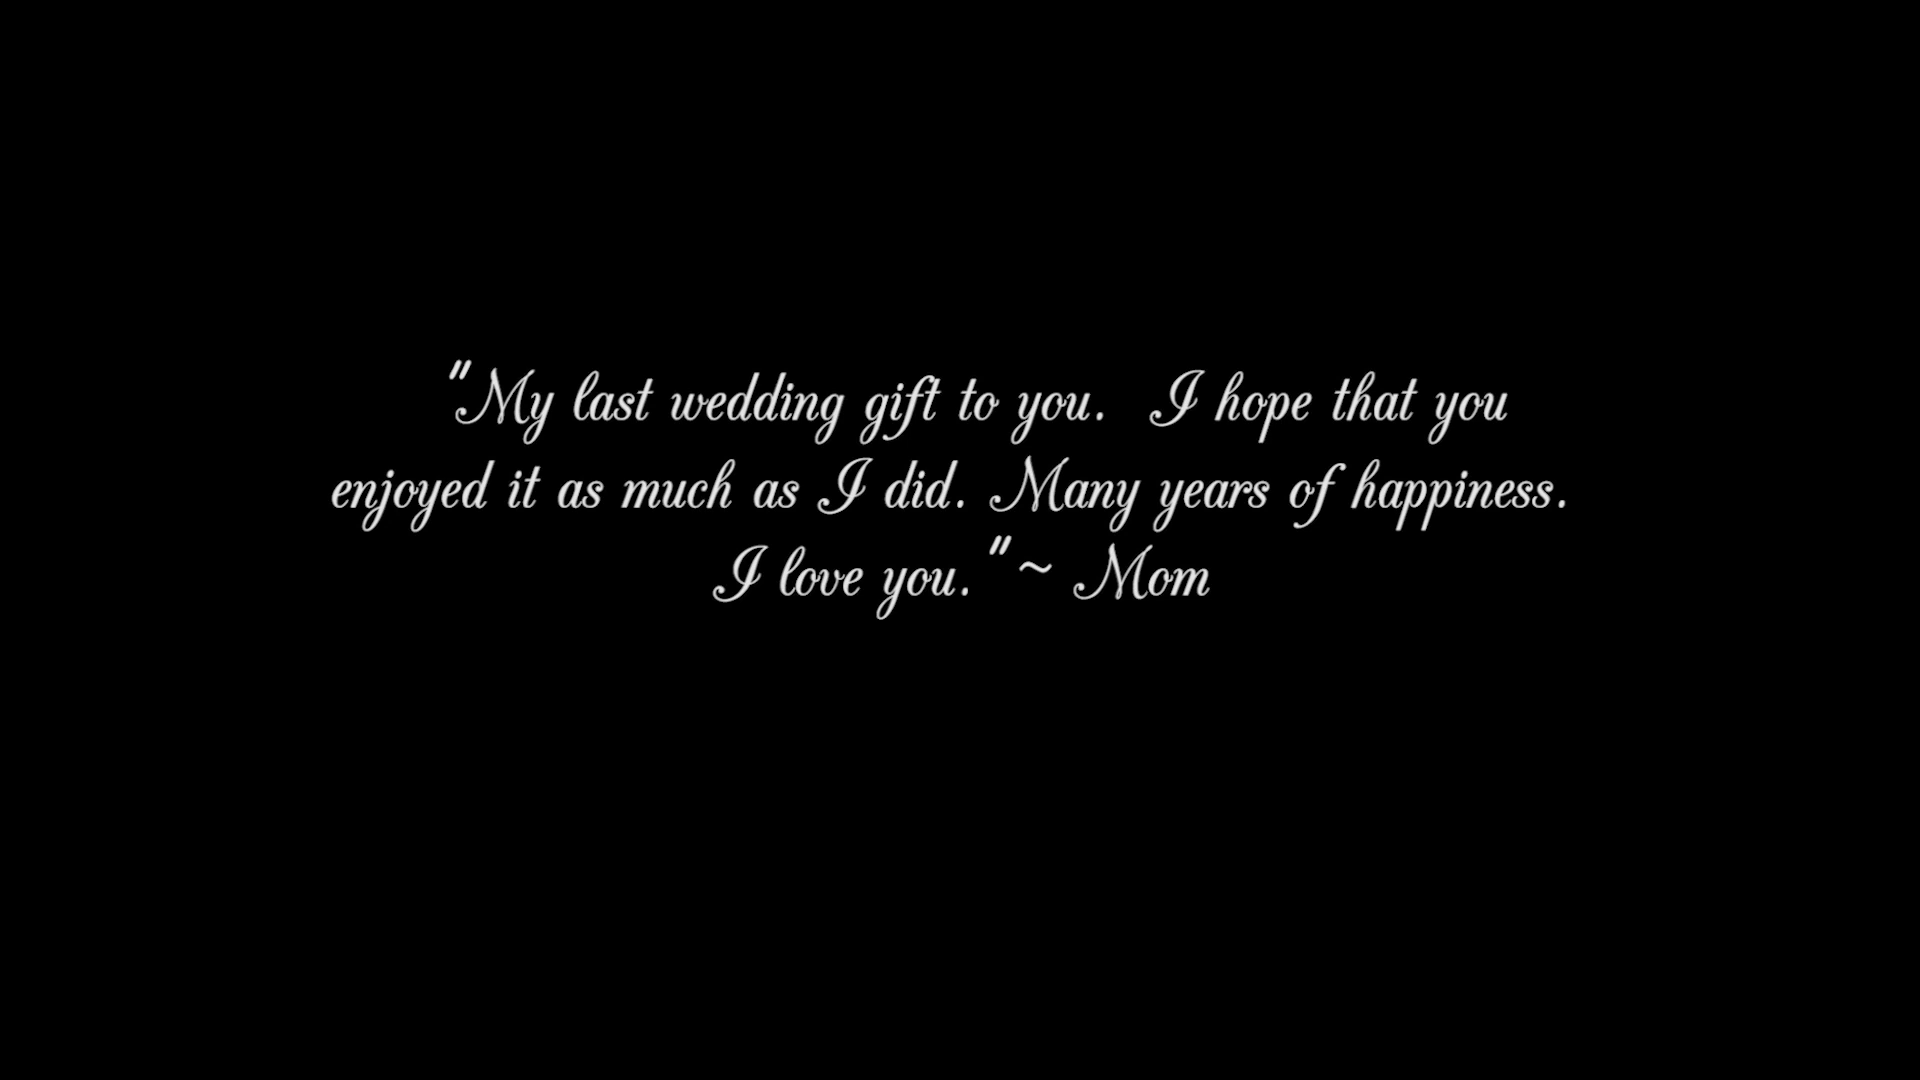 "My last wedding gift to you.  I hope that you
enjoyed it as much as I did. Many years of happiness.
I love you."~ Mom